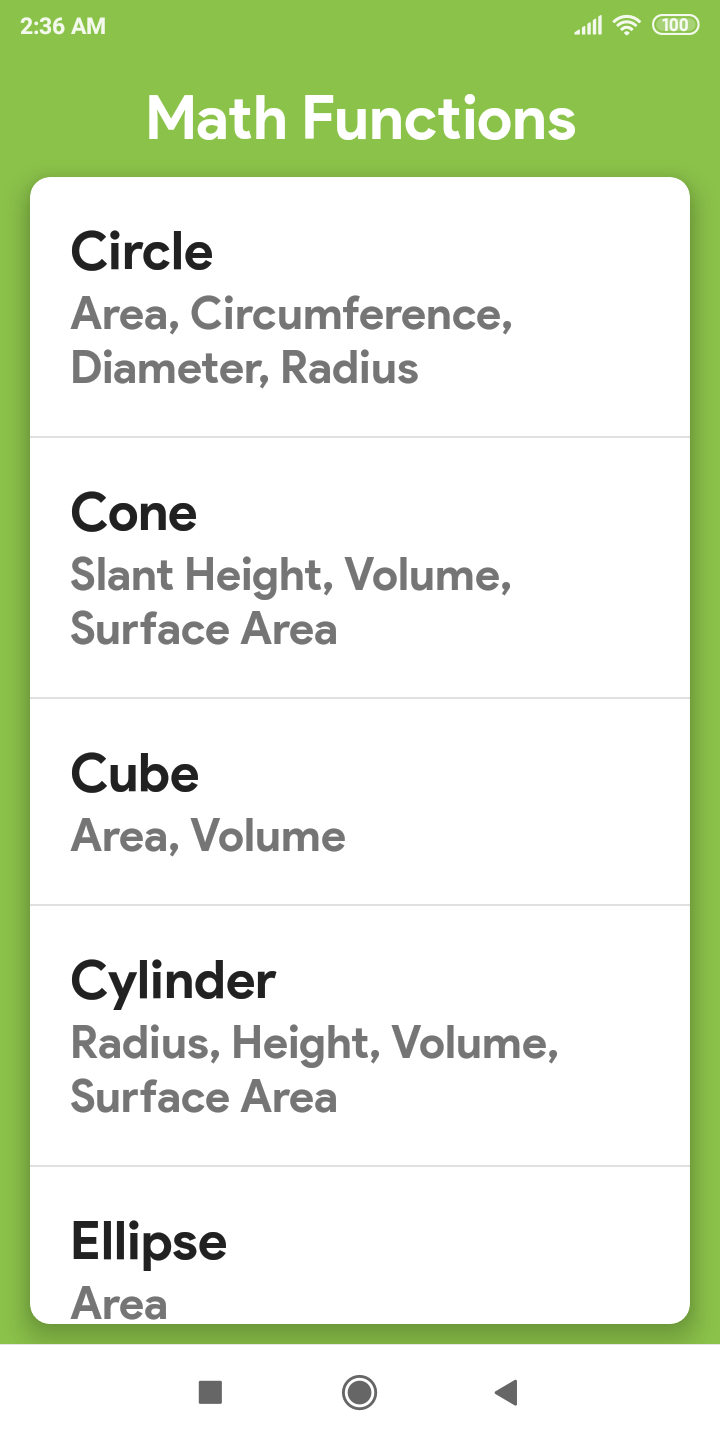 2:36 AM
100
Math Functions
Circle
Area, Circumference,
Diameter, Radius
Cone
Slant Height, Volume,
Surface Area
Cube
Area, Volume
Cylinder
Radius, Height, Volume,
Surface Area
Ellipse
Area